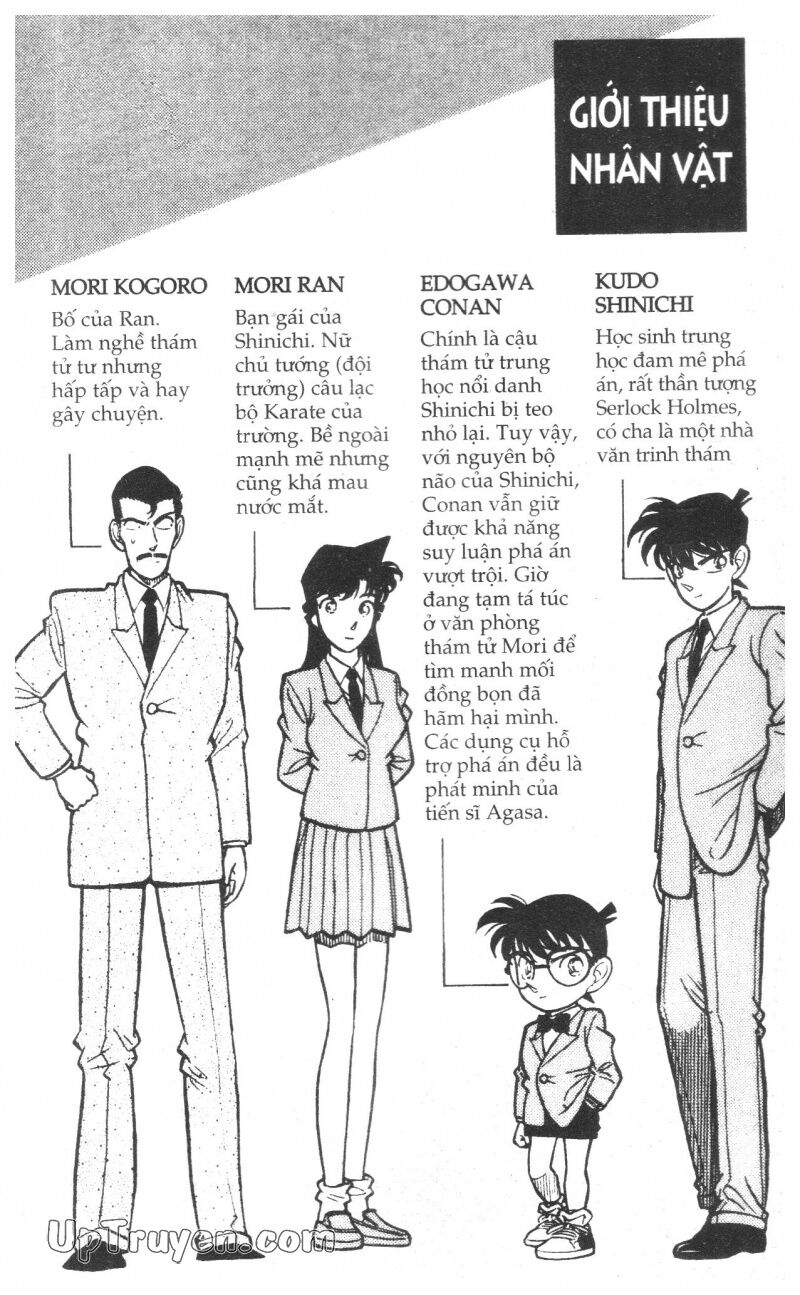 GIỚI THIỆU
NHÂN VẬT
MORI KOGORO
Bố của Ran.
Làm nghề thám
tử tư nhưng
hấp tấp và hay
gây chuyện.
MORI RAN
Bạn gái của
Shinichi. Nữ
chủ tướng (đội
trưởng) câu lạc
bộ Karate của
trường. Bề ngoài
mạnh mẽ nhưng
cũng khá mau
nước mắt.
EDOGAWA
CONAN
Chính là cậu
thám tử trung
học nổi danh
Shinichi bị teo
nhỏ lại. Tuy vậy,
với nguyên bộ
não của Shinichi,
Conan vẫn giữ
được khả năng
suy luận phá án
vượt trội. Giờ
đang tạm tá túc
ở văn phòng
thám tử Mori để
tìm manh mối
đồng bọn đã
hãm hại mình.
Các dụng cụ hỗ
trợ phá án đều là
phát minh của
tiến sĩ Agasa.
KUDO
SHINICHI
Học sinh trung
học đam mê phá
án, rất thần tượng
Serlock Holmes,
có cha là một nhà
văn trinh thám
UpTruyen.com